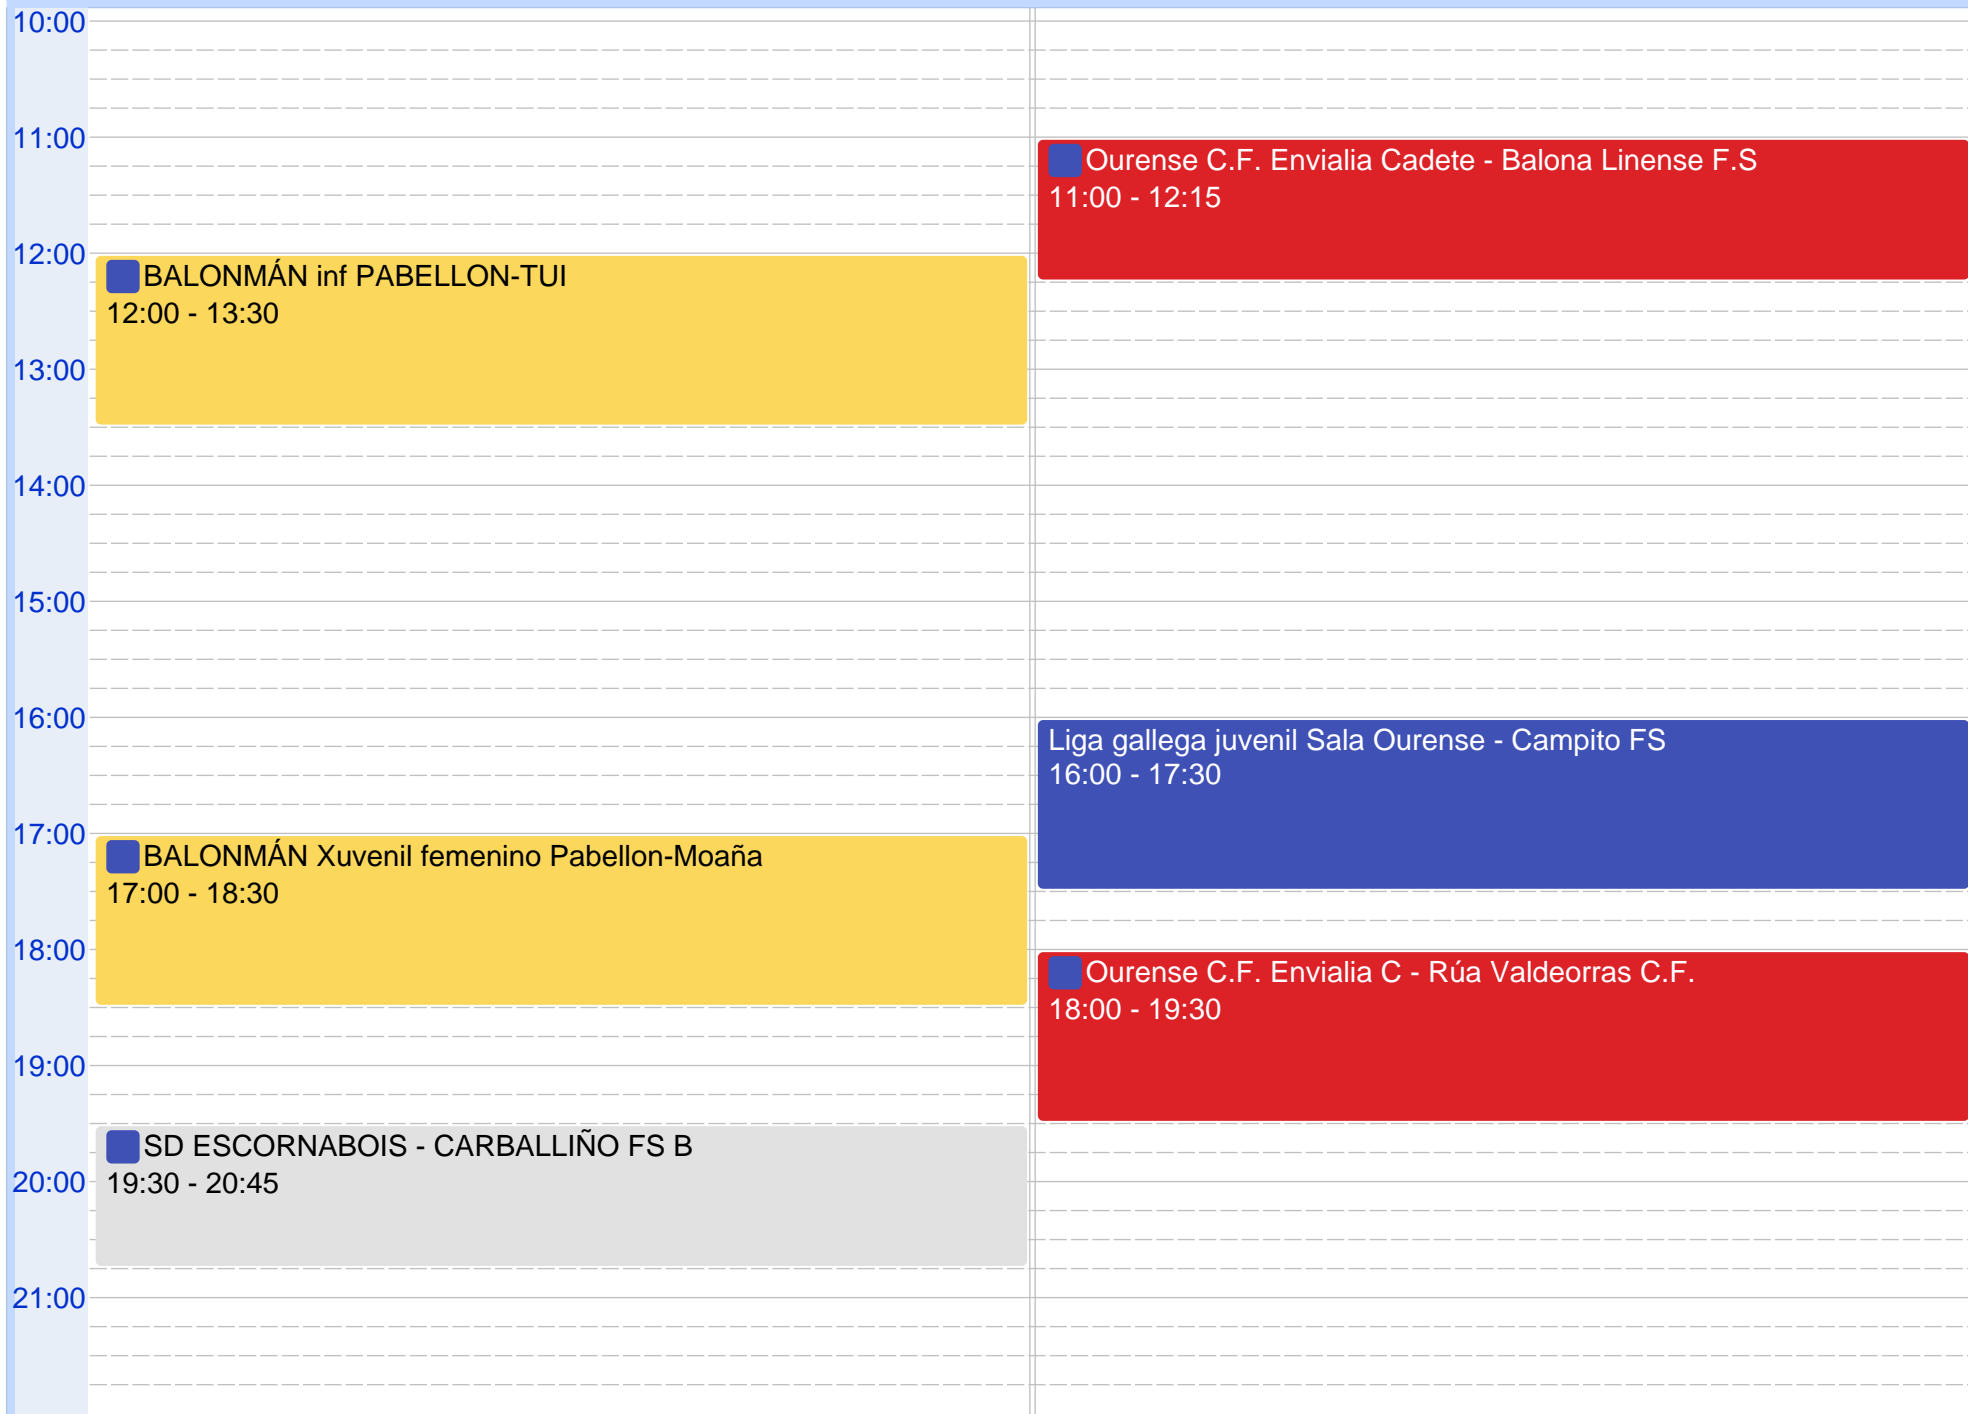 10:00
11:00
12:00
13:00
14:00
15:00
16:00
17:00
18:00
19:00
20:00
21:00
BALONMÁN inf PABELLON-TUI
12:00 - 13:30
BALONMÁN Xuvenil femenino Pabellon-Moaña
17:00 - 18:30
SD ESCORNABOIS - CARBALLIÑO FS B
19:30 - 20:45
Ourense C.F. Envialia Cadete - Balona Linense F.S
11:00 - 12:15
Liga gallega juvenil Sala Ourense - Campito FS
16:00 - 17:30
Ourense C.F. Envialia C - Rúa Valdeorras C.F.
18:00 - 19:30